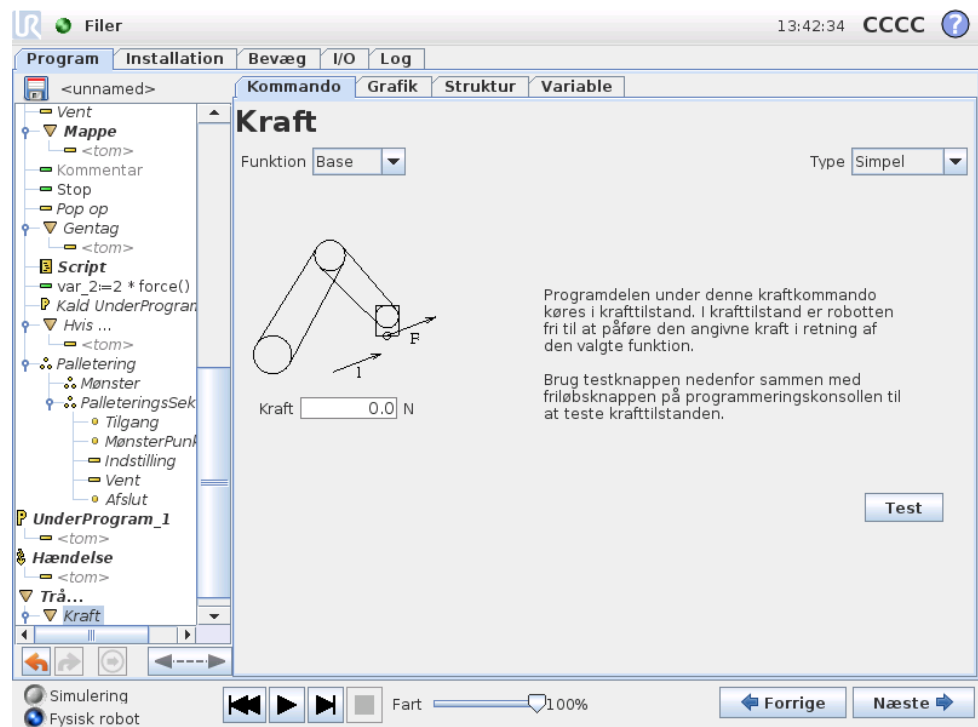 UR Filer 13:42:34 CCCC ?
Program Installation Bevæg I/O Log
<unnamed>
Kommando Grafik Struktur Variable
Vent
Mappe
<tom>
Kommentar
Stop
Pop op
Gentag
<tom>
Script
var_2:=2 * force()
Kald UnderProgran
Hvis ...
<tom>
Palletering
Mønster
PalleteringsSek
Tilgang
MønsterPunk
Indstilling
Vent
Afslut
UnderProgram_1
<tom>
Hændelse
<tom>
Trå...
Kraft
Kraft
Funktion Base
Type Simpel
F
1
Kraft 0.0 N
Programdelen under denne kraftkommando
køres i krafttilstand. I krafttilstand er robotten
fri til at påføre den angivne kraft i retning af
den valgte funktion.
Brug testknappen nedenfor sammen med
friløbsknappen på programmeringskonsollen til
at teste krafttilstanden.
Test
Simulering
Fysisk robot
Fart 100%
Forrige Næste